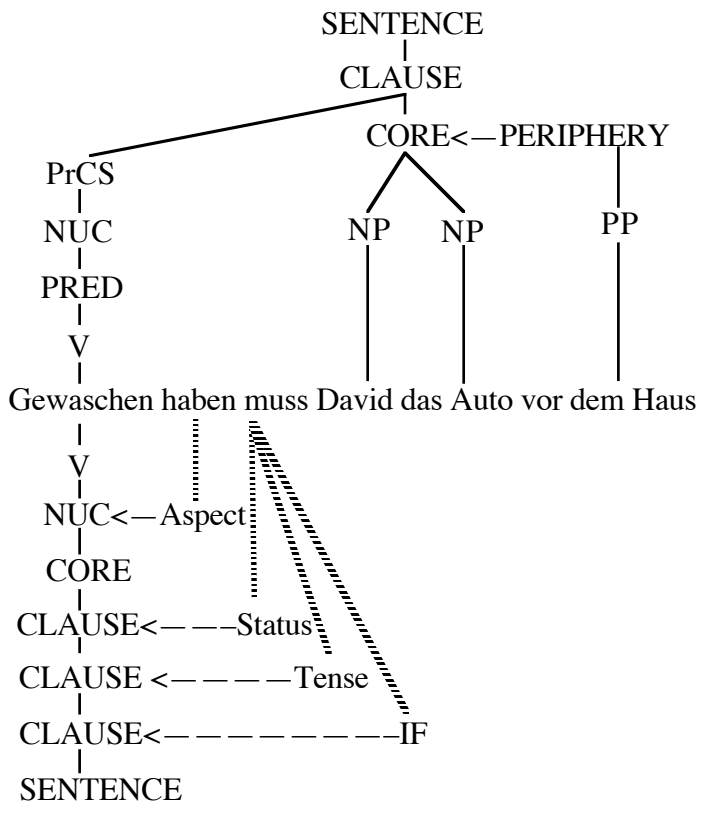 SENTENCE
CLAUSE
CORE<—PERIPHERY
PrCS
NUC NP NP PP
PRED
V
Gewaschen haben muss David das Auto vor dem Haus
V
NUC<—Aspect
CORE
CLAUSE<———Status
CLAUSE <————Tense
CLAUSE<———————–IF
SENTENCE